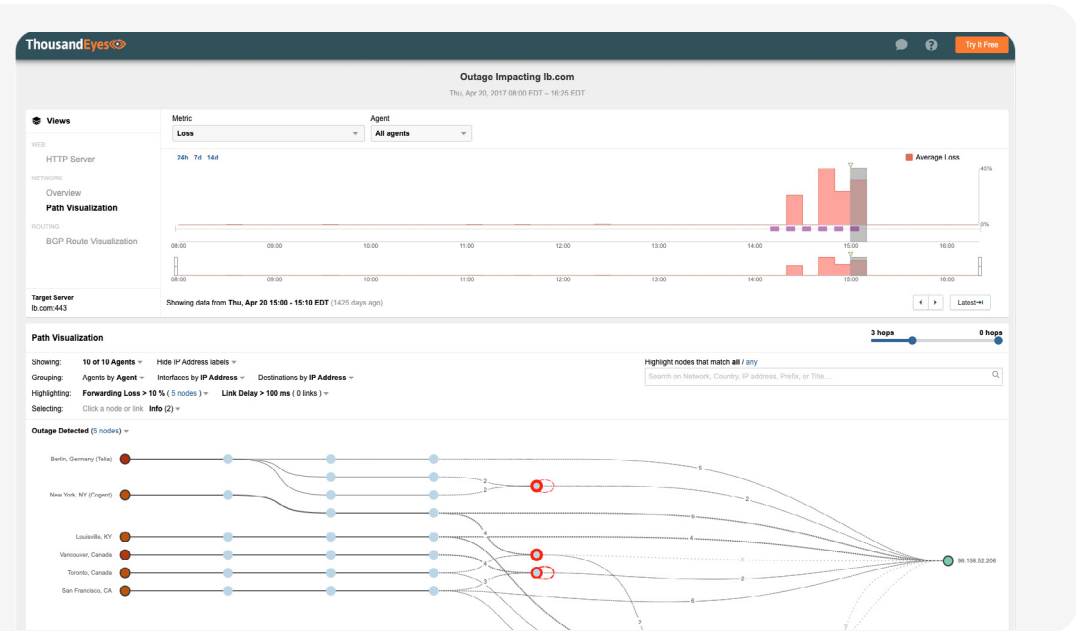 ThousandEyes
Try It Free
Outage Impacting lb.com
Thu, Apr 20, 2017 08:00 EDT – 16:25 EDT
Views
WEB
HTTP Server
NETWORK
Overview
Path Visualization
ROUTING
BGP Route Visualization
Target Server
lb.com:443
Metric
Agent
Loss
All agents
24h 7d 14d
Average Loss
45%
0%
08:00 09:00 10:00 11:00 12:00 13:00 14:00 15:00 16:00
08:00 09:00 10:00 11:00 12:00 13:00 14:00 15:00 16:00
Showing data from Thu, Apr 20 15:00 - 15:10 EDT (1425 days ago)
Latest
Path Visualization
3 hops 0 hops
Showing: 10 of 10 Agents Hide IP Address labels
Highlight nodes that match all / any
Grouping: Agents by Agent Interfaces by IP Address Destinations by IP Address
Search on Network, Country, IP address, Prefix, or Title...
Highlighting: Forwarding Loss > 10 % ( 5 nodes ) Link Delay > 100 ms ( 0 links )
Selecting: Click a node or link Info (2)
Outage Detected (5 nodes)
Berlin, Germany (Telia)
5
2
2
2
New York, NY (Cogent)
6
Louisville, KY
4
4
Vancouver, Canada
4
Toronto, Canada
3
2
San Francisco, CA
6
2
7